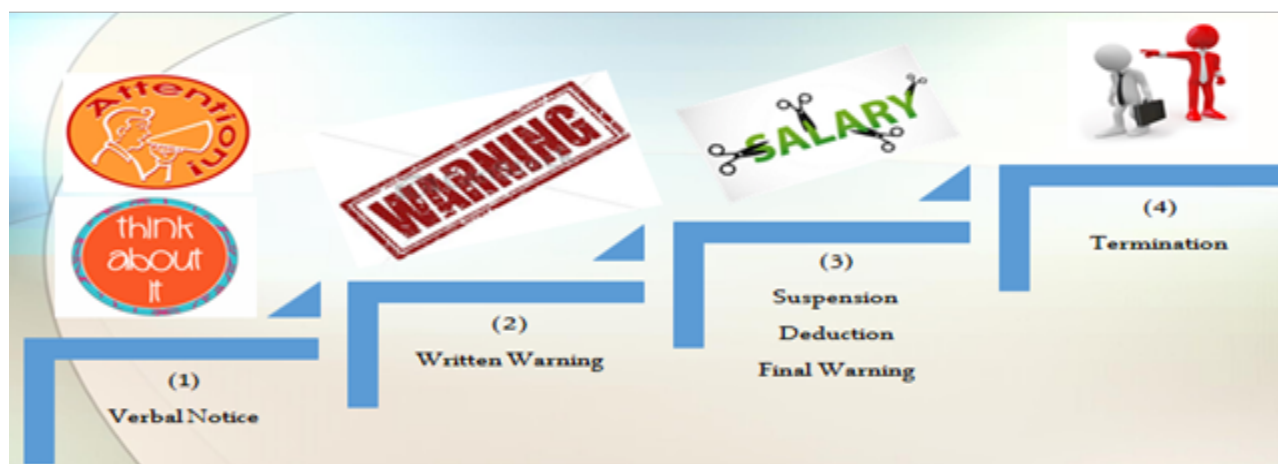 Attention!
think
about
it
(1)
Verbal Notice
WARNING
(2)
Written Warning
SALARY
(3)
Suspension
Deduction
Final Warning
(4)
Termination